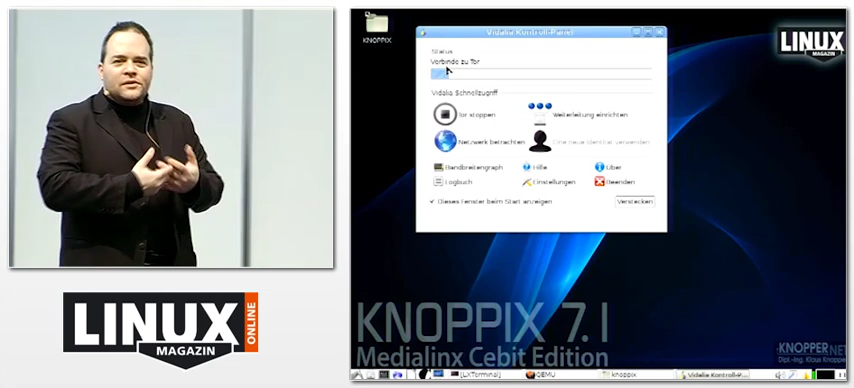 KNOPPIX
LINUX
MAGAZIN
Vidalia Kontroll-Panel
Status
Verbinde zu Tor
Vidalia Schnellzugriff
Tor stoppen
Weiterleitung einrichten
Netzwerk betrachten
Eine neue Identität verwenden
Bandbreitengraph
Hilfe
Über
Logbuch
Einstellungen
Beenden
Dieses Fenster beim Start anzeigen
Verstecken
KNOPPIX 7.1
Medialinx Cebit Edition
KNOPPER.NET
Dipl.-Ing. Klaus Knopper
[LXTerminal]
QEMU
knoppix
Vidalia Kontroll-P...
LINUX
MAGAZIN
ONLINE